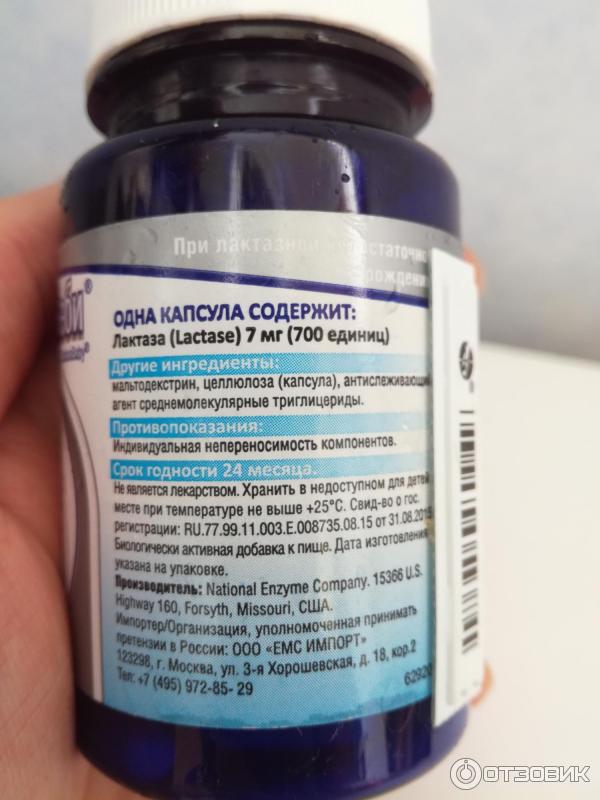 При лактазной
ОДНА КАПСУЛА СОДЕРЖИТ:
Лактаза (Lactase) 7 мг (700 единиц)
Другие ингредиенты:
мальтодекстрин, целлюлоза (капсула), антислеживающий
агент среднемолекулярные триглицериды.
Противопоказания:
Индивидуальная непереносимость компонентов.
Срок годности 24 месяца.
Не является лекарством. Хранить в недоступном для детей
месте при температуре не выше +25°C. Свид-во о гос.
регистрации: RU.77.99.11.003.E.008735.08.15 от 31.08.2015
Биологически активная добавка к пище. Дата изготовления
указана на упаковке.
Производитель: National Enzyme Company. 15366 U.S.
Highway 160, Forsyth, Missouri, США.
Импортер/Организация, уполномоченная принимать
претензии в России: ООО «ЕМС ИМПОРТ»
123298, г. Москва, ул. 3-я Хорошевская, д. 18, кор.2
Тел: +7 (495) 972-85- 29
62920
ОТЗОВИК